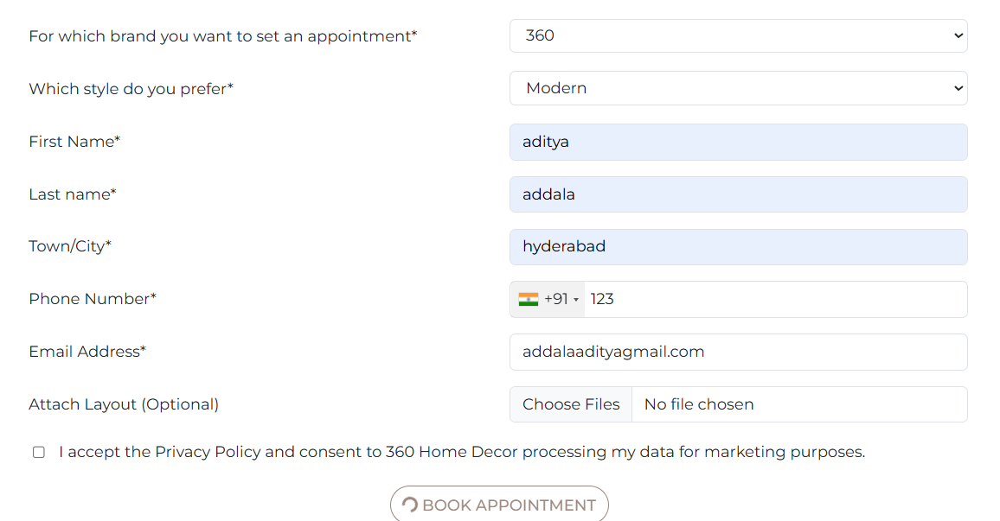 For which brand you want to set an appointment* 360
Which style do you prefer* Modern
First Name* aditya
Last name* addala
Town/City* hyderabad
Phone Number* +91 123
Email Address* addalaadityagmail.com
Attach Layout (Optional) Choose Files No file chosen
I accept the Privacy Policy and consent to 360 Home Decor processing my data for marketing purposes.
BOOK APPOINTMENT